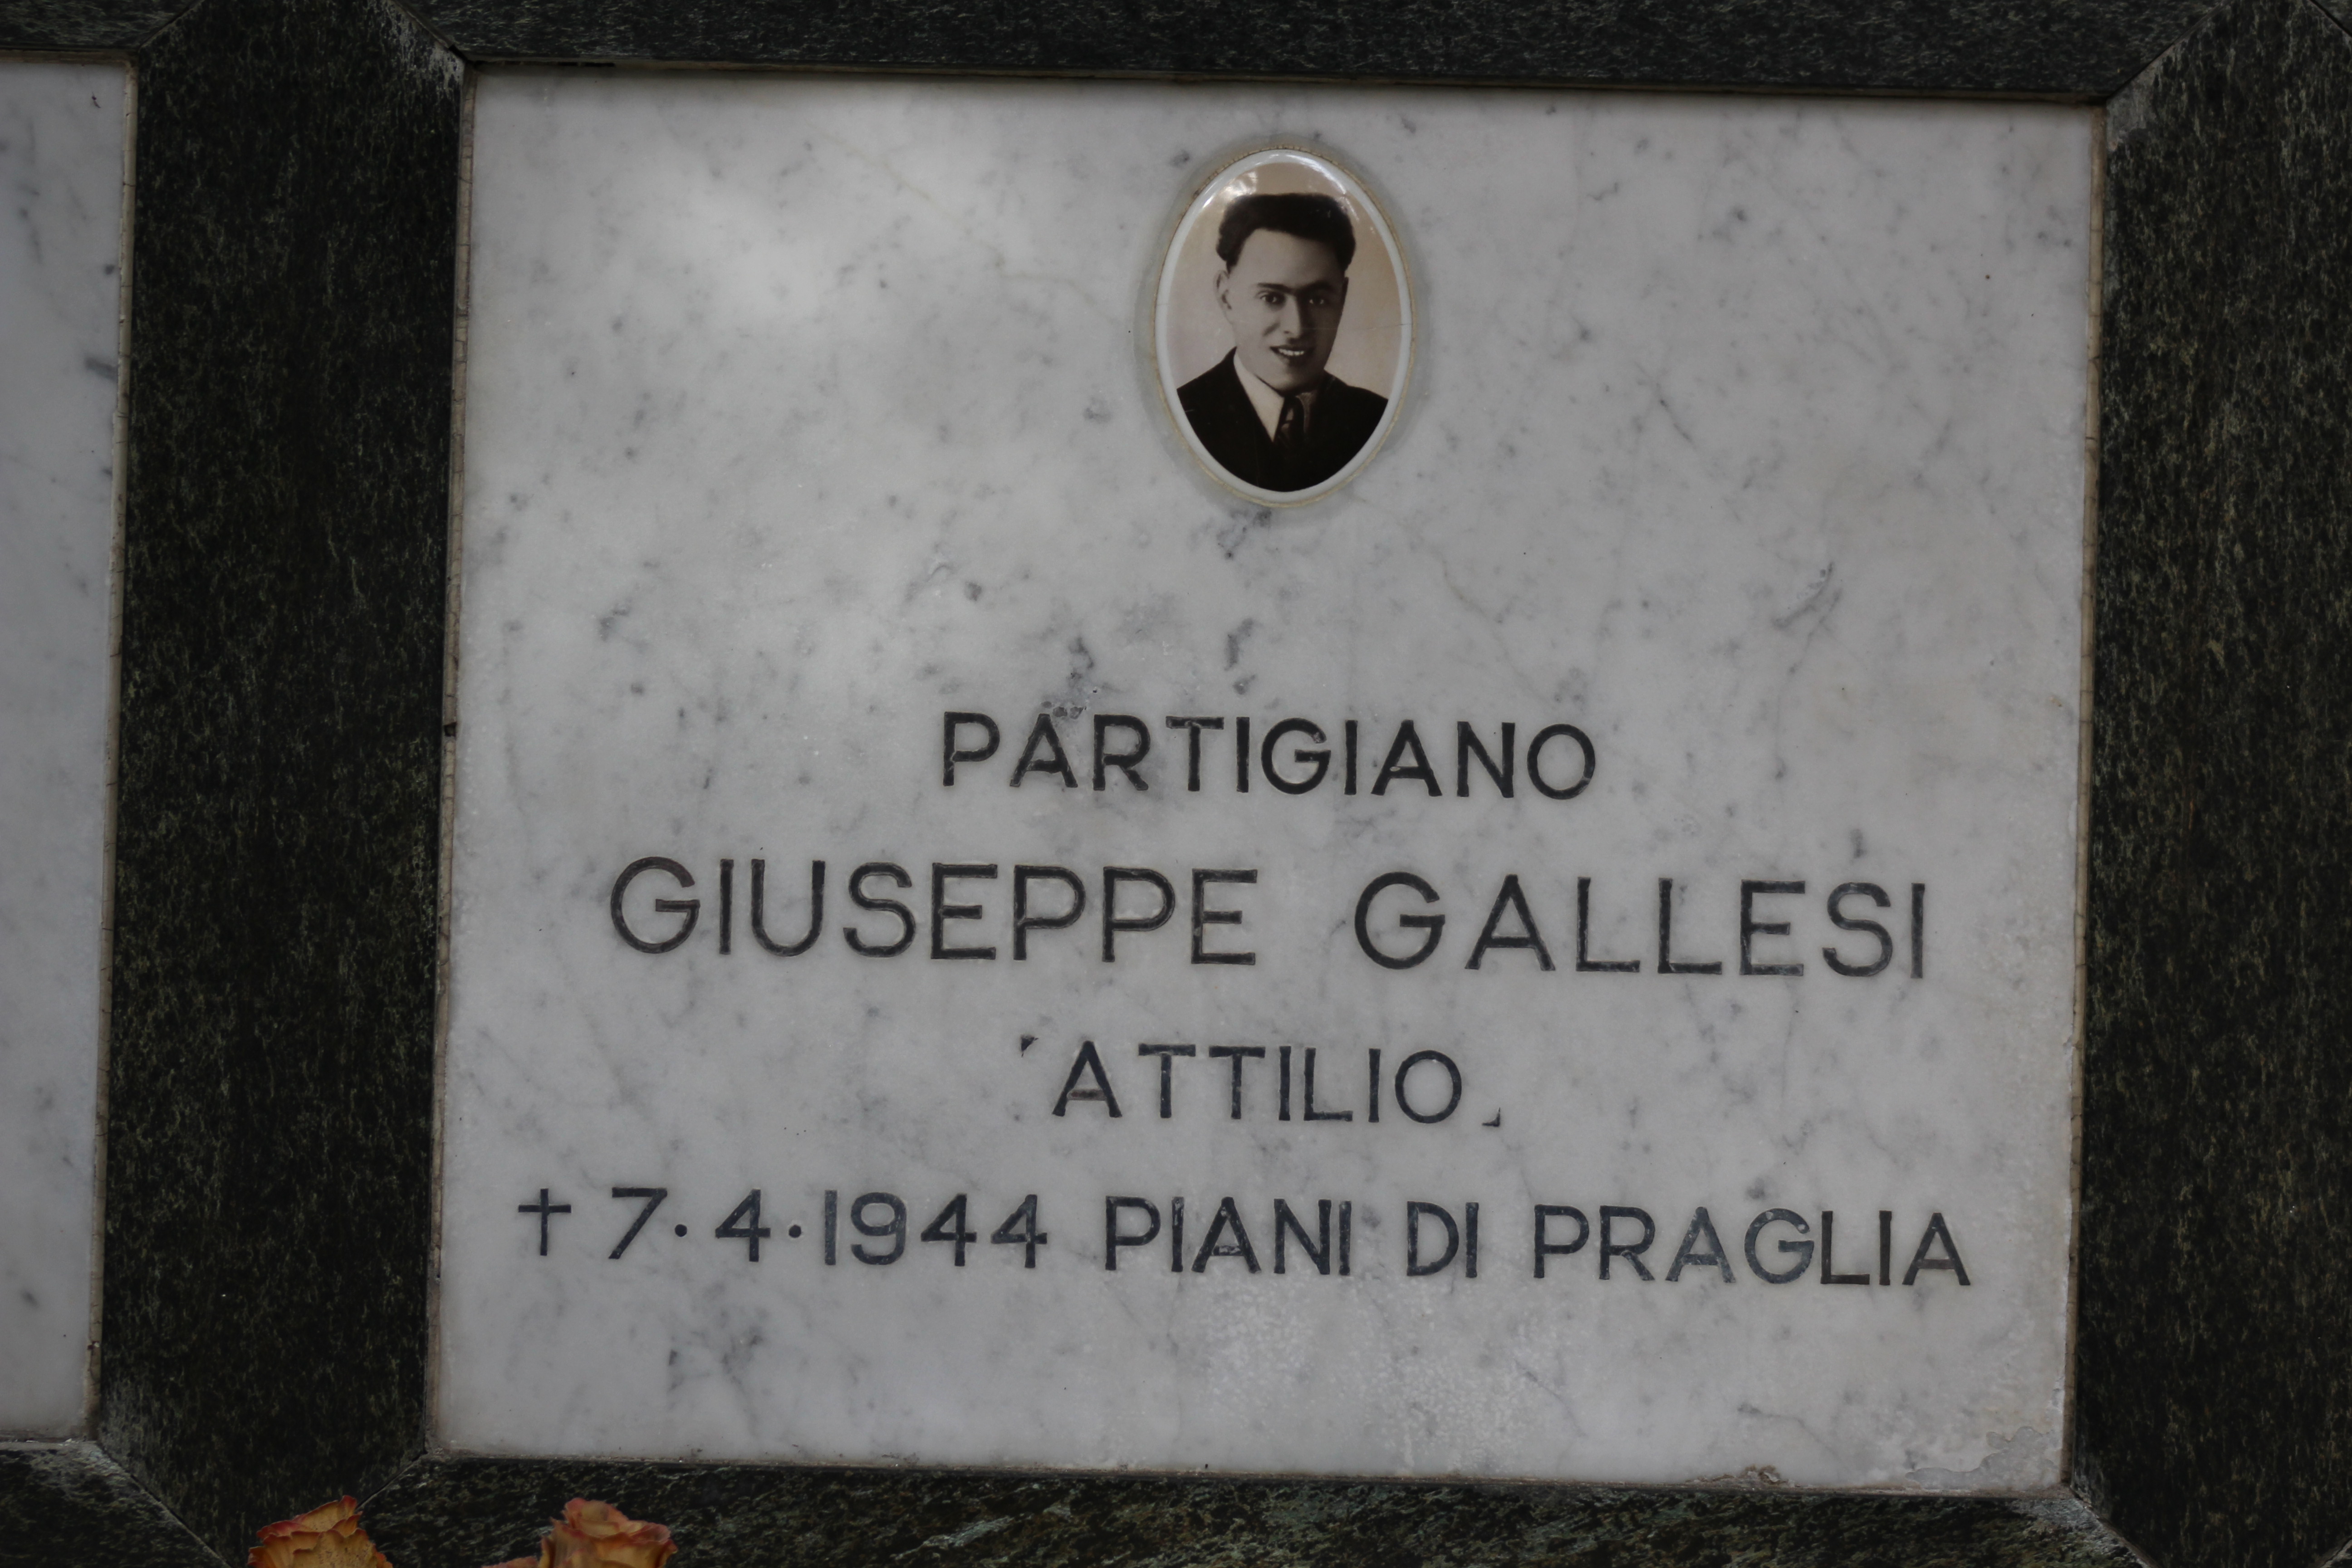 PARTIGIANO
GIUSEPPE GALLESI
"ATTILIO„
† 7·4·1944 PIANI DI PRAGLIA